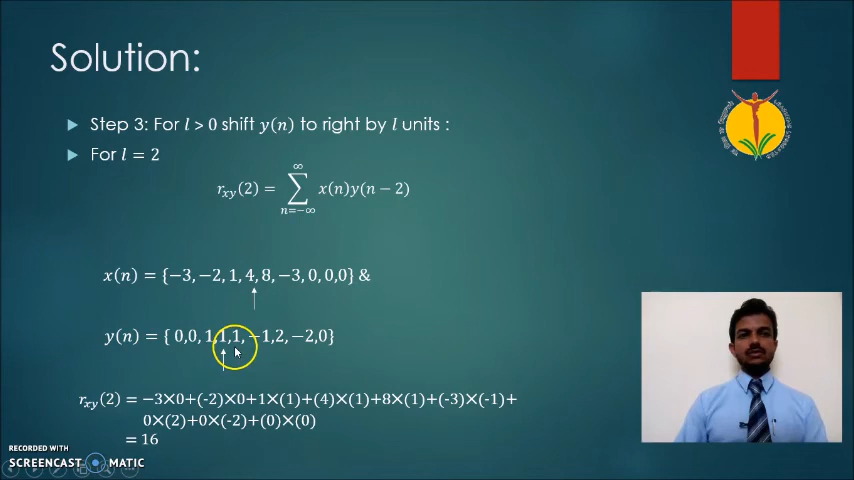 Solution:
Step 3: For l > 0 shift y(n) to right by l units :
For l = 2
r_xy(2) = ∑_{n=−∞}^{∞} x(n)y(n − 2)
x(n) = {−3, −2, 1, 4, 8, −3, 0, 0,0} &
y(n) = { 0,0, 1,1,1, −1,2, −2,0}
r_xy(2) = −3×0+(-2)×0+1×(1)+(4)×(1)+8×(1)+(-3)×(-1)+
0×(2)+0×(-2)+(0)×(0)
= 16
RECORDED WITH
SCREENCAST MATIC